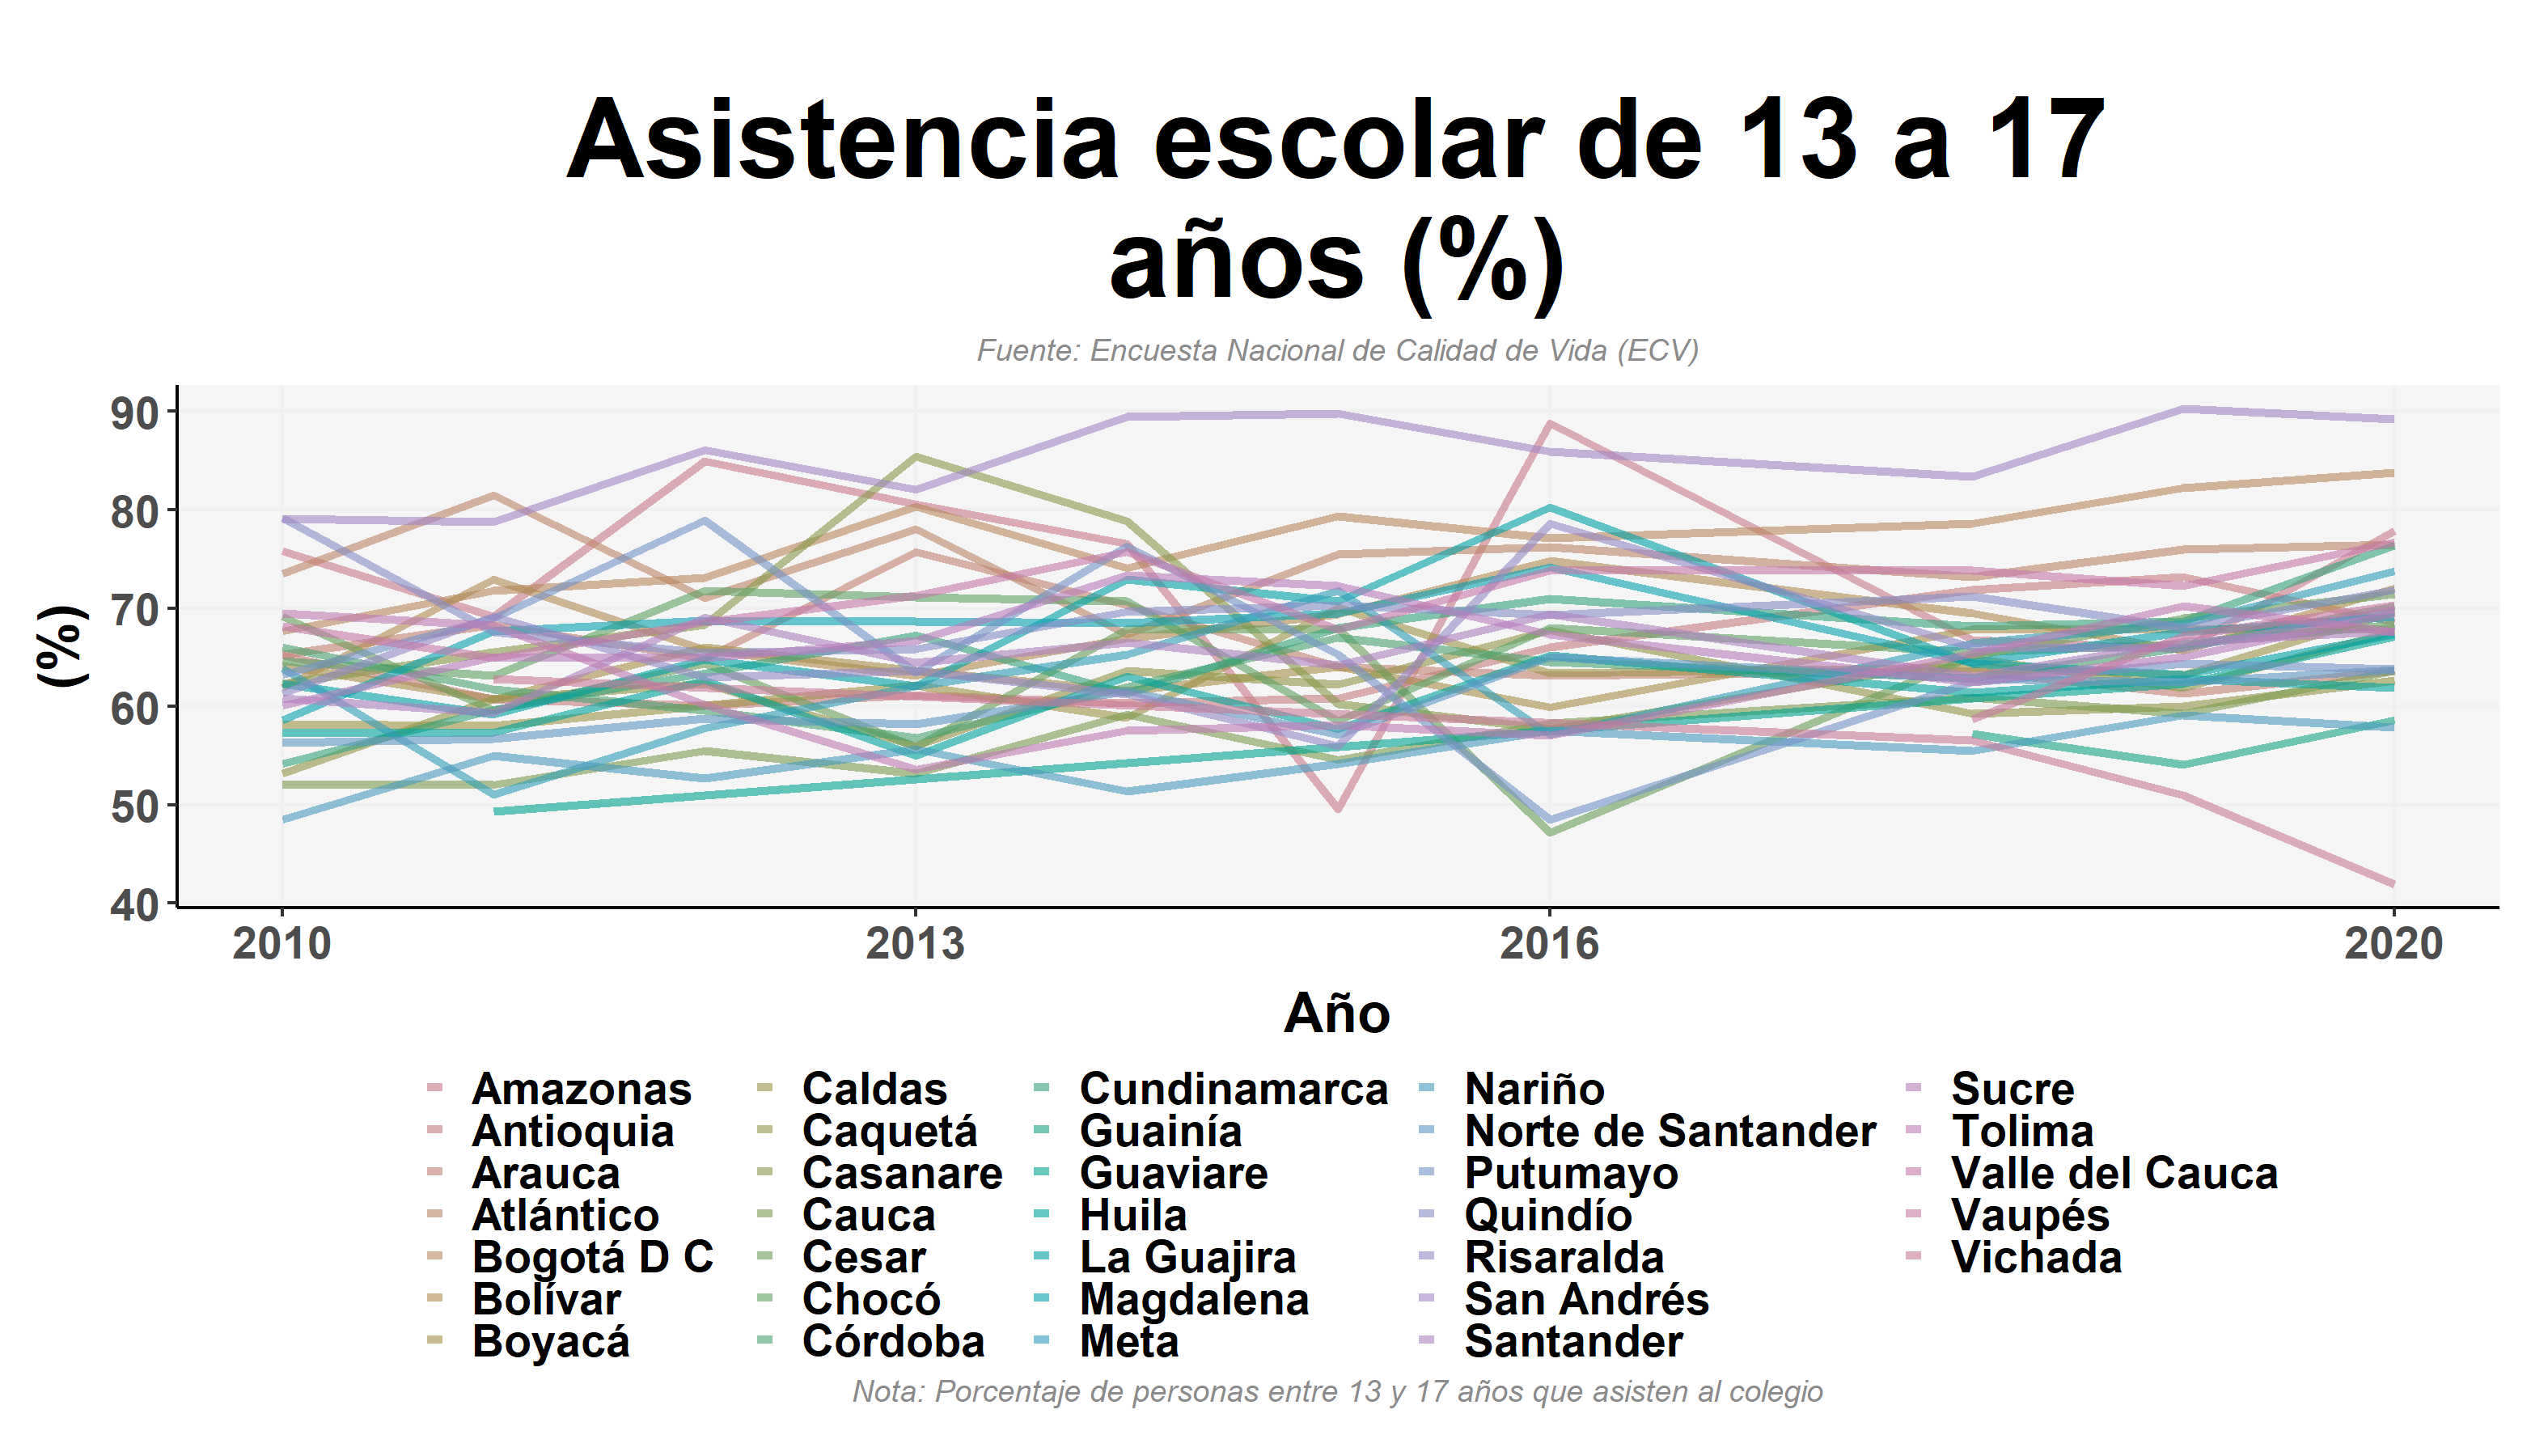 Asistencia escolar de 13 a 17
años (%)
Fuente: Encuesta Nacional de Calidad de Vida (ECV)
(%)
90
80
70
60
50
40
2010 2013 2016 2020
Año
Amazonas Caldas Cundinamarca Nariño Sucre
Antioquia Caquetá Guainía Norte de Santander Tolima
Arauca Casanare Guaviare Putumayo Valle del Cauca
Atlántico Cauca Huila Quindío Vaupés
Bogotá D C Cesar La Guajira Risaralda Vichada
Bolívar Chocó Magdalena San Andrés
Boyacá Córdoba Meta Santander
Nota: Porcentaje de personas entre 13 y 17 años que asisten al colegio